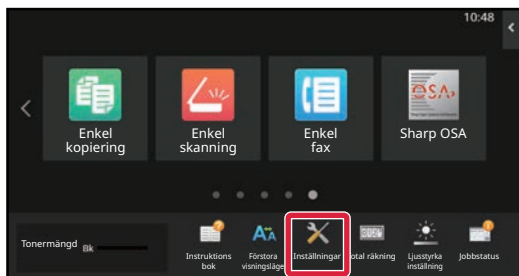 10:48
Enkel
kopiering
Enkel
skanning
Enkel
fax
OSA
Sharp OSA
Tonermängd Bk
Instruktions
bok
Förstora
visningsläge
Inställningar
otal räkning
Ljusstyrka
inställning
Jobbstatus